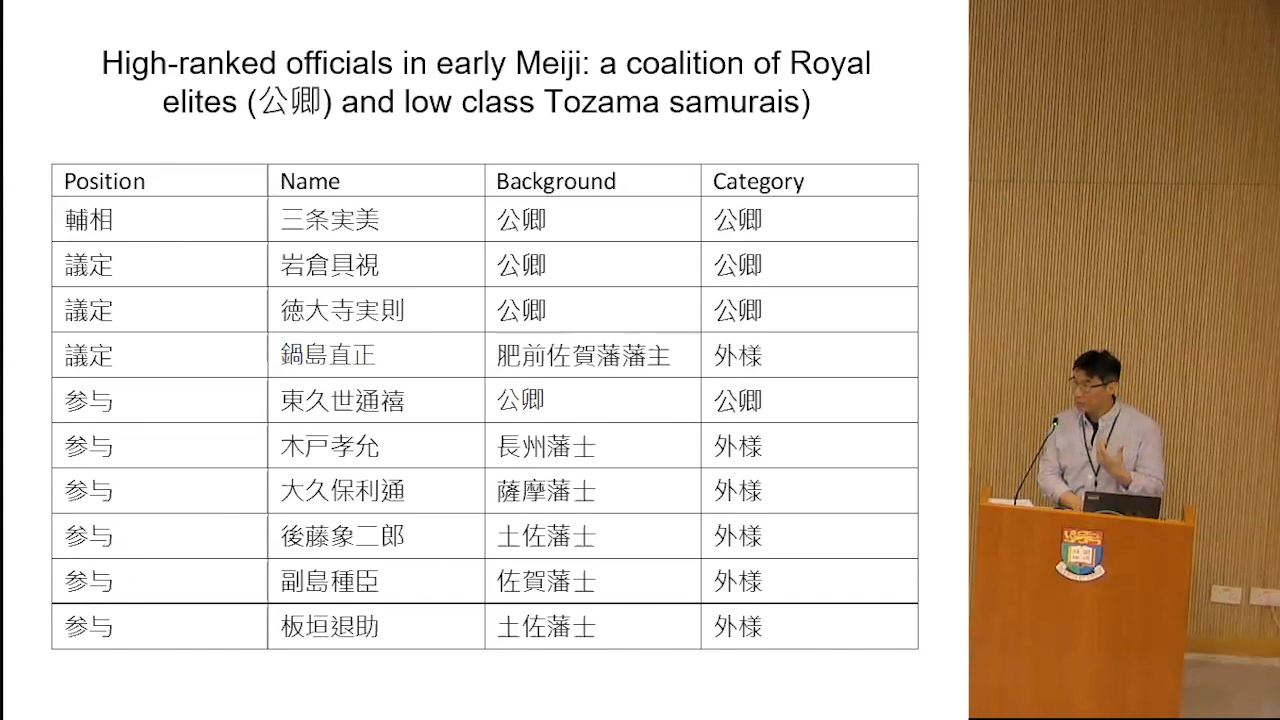 High-ranked officials in early Meiji: a coalition of Royal
elites (公卿) and low class Tozama samurais)
Position Name Background Category
輔相 三条実美 公卿 公卿
議定 岩倉具視 公卿 公卿
議定 徳大寺実則 公卿 公卿
議定 鍋島直正 肥前佐賀藩藩主 外様
参与 東久世通禧 公卿 公卿
参与 木戸孝允 長州藩士 外様
参与 大久保利通 薩摩藩士 外様
参与 後藤象二郎 土佐藩士 外様
参与 副島種臣 佐賀藩士 外様
参与 板垣退助 土佐藩士 外様